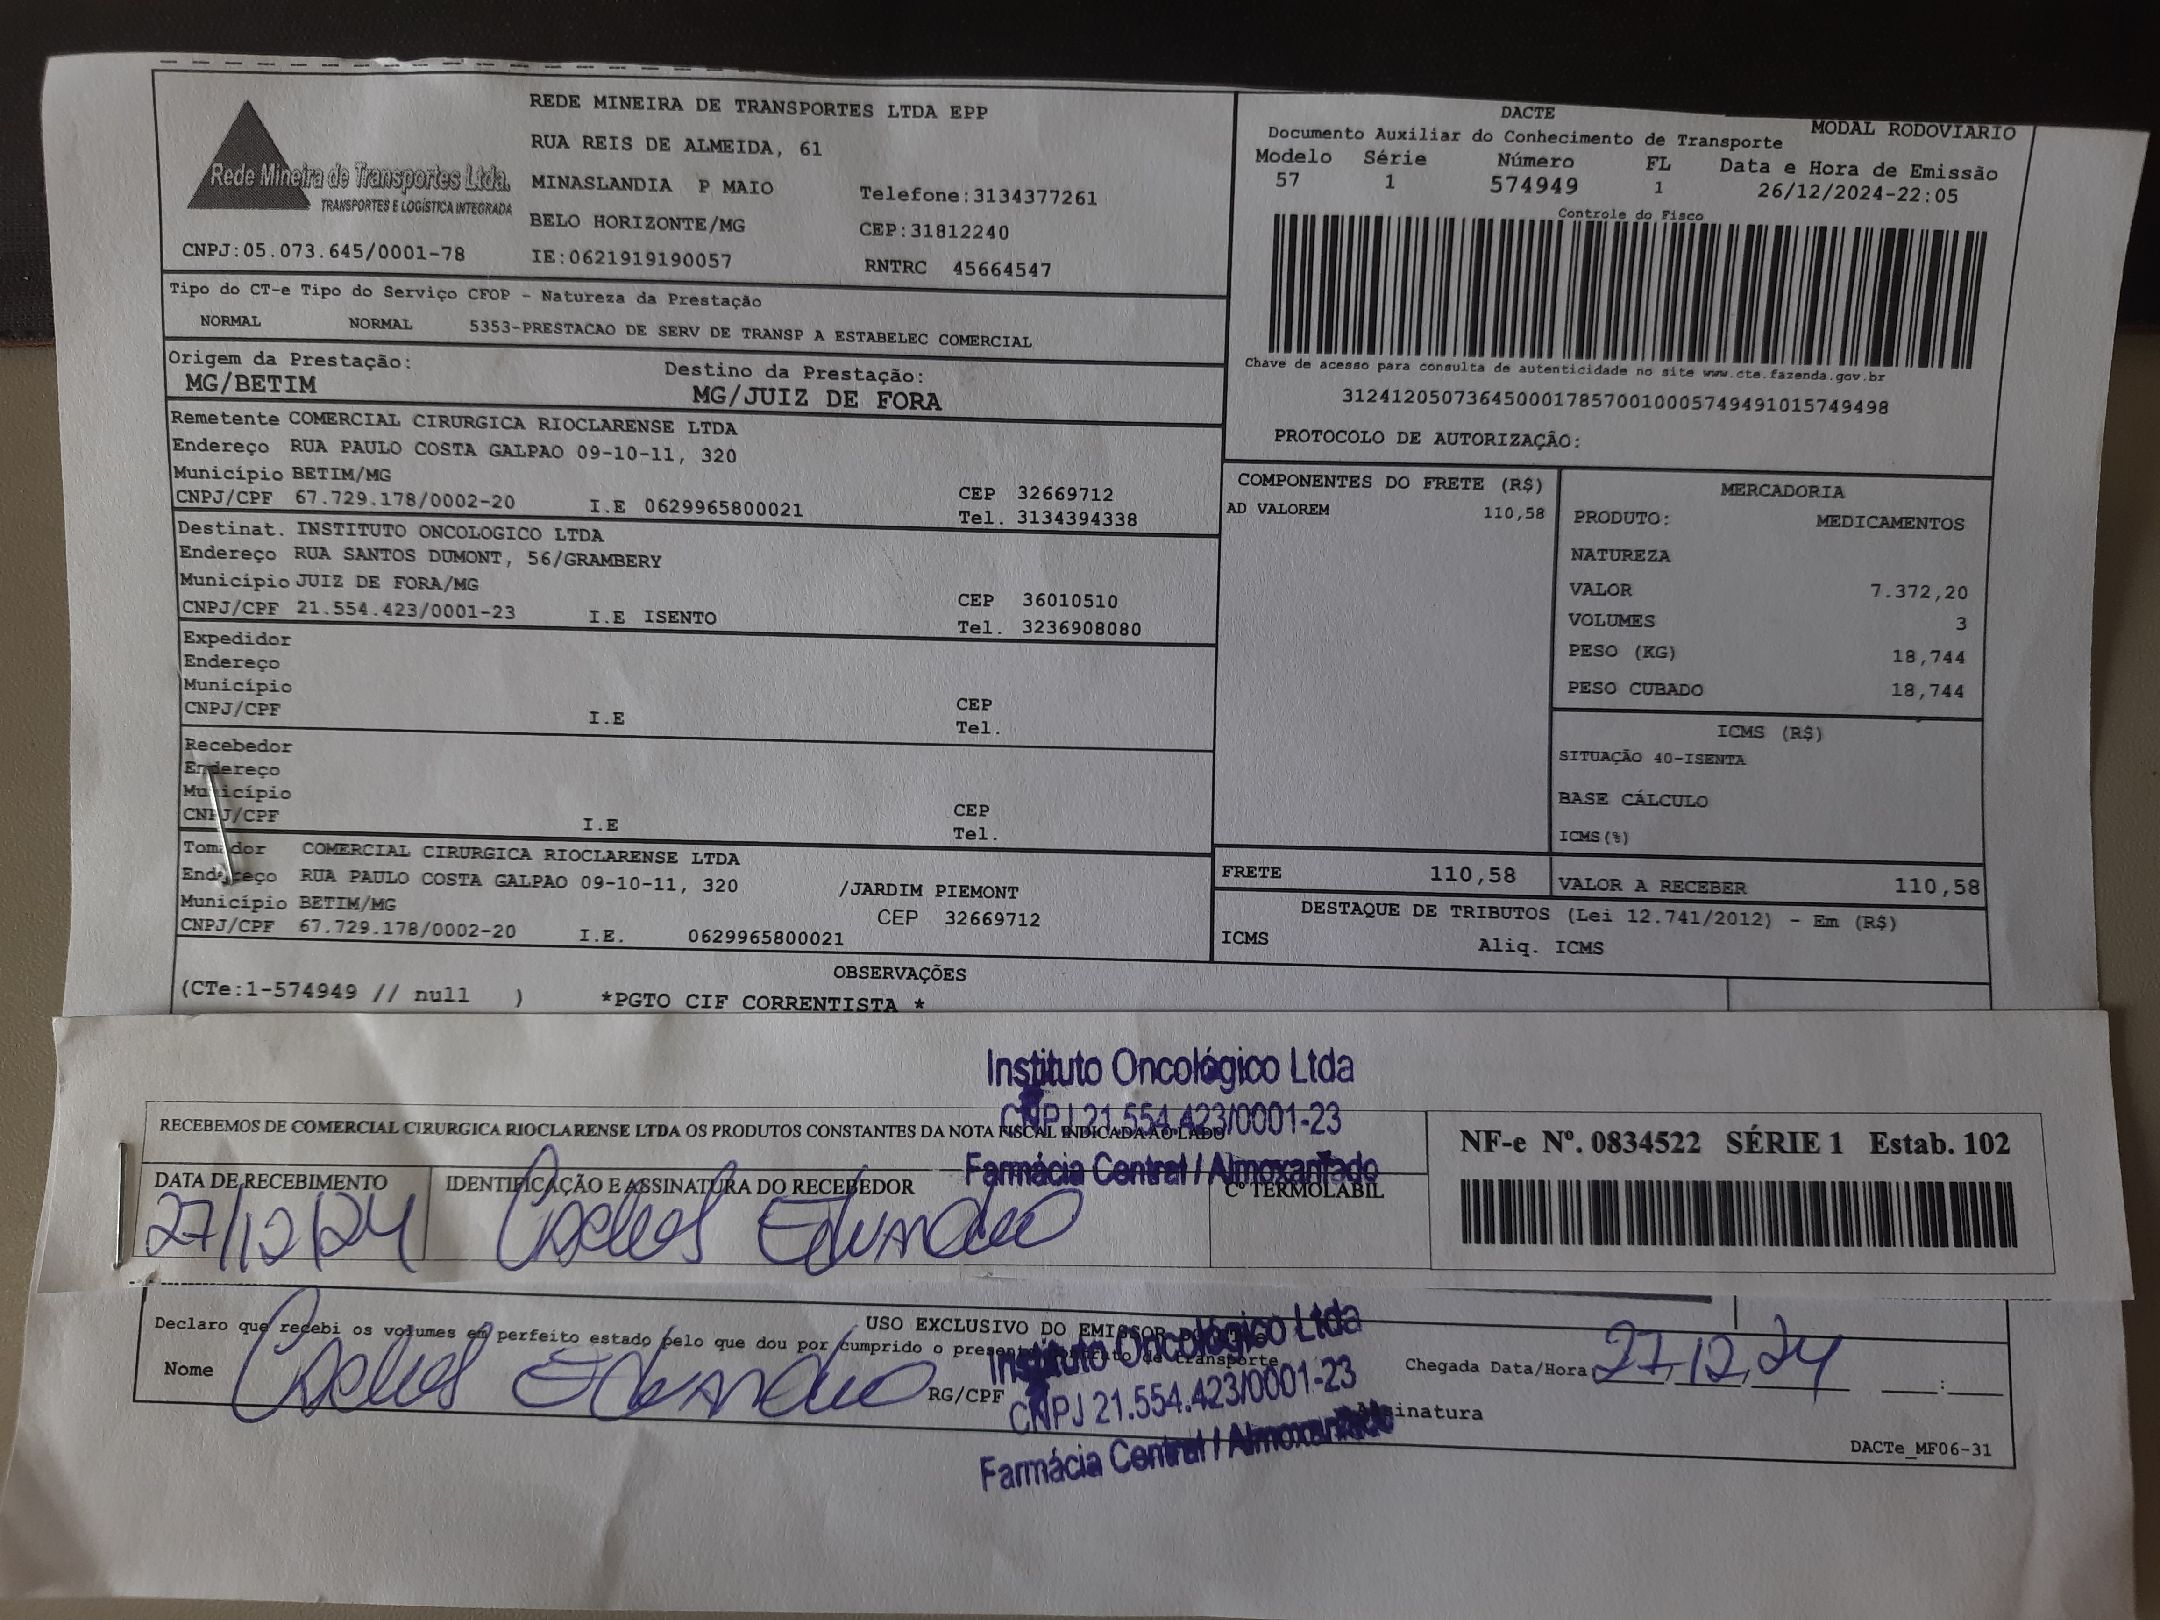 REDE MINEIRA DE TRANSPORTES LTDA EPP
RUA REIS DE ALMEIDA, 61
MINASLANDIA P MAIO Telefone:3134377261
BELO HORIZONTE/MG CEP:31812240
IE:0621919190057 RNTRC 45664547
Rede Mineira de Transportes Ltda.
TRANSPORTES E LOGÍSTICA INTEGRADA
CNPJ:05.073.645/0001-78
DACTE
MODAL RODOVIARIO
Documento Auxiliar do Conhecimento de Transporte
Modelo Série Número FL Data e Hora de Emissão
57 1 574949 1 26/12/2024-22:05
Controle do Fisco
Chave de acesso para consulta de autenticidade no site www.cte.fazenda.gov.br
31241205073645000178570010005749491015749498
PROTOCOLO DE AUTORIZAÇÃO:
Tipo do CT-e Tipo do Serviço CFOP - Natureza da Prestação
NORMAL NORMAL 5353-PRESTACAO DE SERV DE TRANSP A ESTABELEC COMERCIAL
Origem da Prestação: Destino da Prestação:
MG/BETIM MG/JUIZ DE FORA
Remetente COMERCIAL CIRURGICA RIOCLARENSE LTDA
Endereço RUA PAULO COSTA GALPAO 09-10-11, 320
Município BETIM/MG CEP 32669712
CNPJ/CPF 67.729.178/0002-20 I.E 0629965800021 Tel. 3134394338
Destinat. INSTITUTO ONCOLOGICO LTDA
Endereço RUA SANTOS DUMONT, 56/GRAMBERY
Município JUIZ DE FORA/MG CEP 36010510
CNPJ/CPF 21.554.423/0001-23 I.E ISENTO Tel. 3236908080
Expedidor
Endereço
Município CEP
CNPJ/CPF I.E Tel.
Recebedor
Endereço
Município CEP
CNPJ/CPF I.E Tel.
Tomador COMERCIAL CIRURGICA RIOCLARENSE LTDA
Endereço RUA PAULO COSTA GALPAO 09-10-11, 320 /JARDIM PIEMONT
Município BETIM/MG CEP 32669712
CNPJ/CPF 67.729.178/0002-20 I.E. 0629965800021
COMPONENTES DO FRETE (R$)
AD VALOREM 110,58
MERCADORIA
PRODUTO: MEDICAMENTOS
NATUREZA
VALOR 7.372,20
VOLUMES 3
PESO (KG) 18,744
PESO CUBADO 18,744
ICMS (R$)
SITUAÇÃO 40-ISENTA
BASE CÁLCULO
ICMS(%)
FRETE 110,58 VALOR A RECEBER 110,58
DESTAQUE DE TRIBUTOS (Lei 12.741/2012) - Em (R$)
ICMS Aliq. ICMS
OBSERVAÇÕES
(CTe:1-574949 // null ) *PGTO CIF CORRENTISTA *
Instituto Oncológico Ltda
CNPJ 21.554.423/0001-23
Farmácia Central / Almoxarifado
RECEBEMOS DE COMERCIAL CIRURGICA RIOCLARENSE LTDA OS PRODUTOS CONSTANTES DA NOTA FISCAL INDICADA AO LADO
NF-e Nº. 0834522 SÉRIE 1 Estab. 102
DATA DE RECEBIMENTO IDENTIFICAÇÃO E ASSINATURA DO RECEBEDOR Cº TERMOLABIL
27/12/24 Eduardo
USO EXCLUSIVO DO EMISSOR
Declaro que recebi os volumes em perfeito estado pelo que dou por cumprido o presente contrato de transporte
Nome Eduardo RG/CPF
Chegada Data/Hora 27/12/24 :
Assinatura
Instituto Oncológico Ltda
CNPJ 21.554.423/0001-23
Farmácia Central / Almoxarifado
DACTe_MF06-31